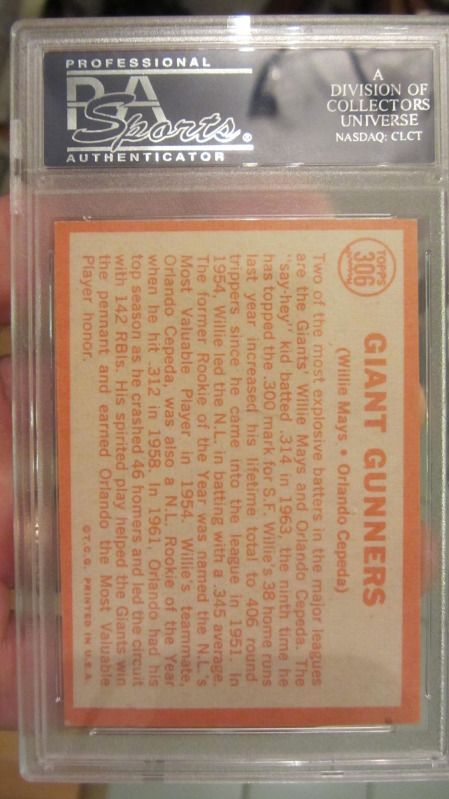 PROFESSIONAL
PSA
Sports®
AUTHENTICATOR
A
DIVISION OF
COLLECTORS
UNIVERSE
NASDAQ: CLCT
TOPPS
306
GIANT GUNNERS
(Willie Mays • Orlando Cepeda)
Two of the most explosive batters in the major leagues
are the Giants' Willie Mays and Orlando Cepeda. The
"say-hey" kid batted .314 in 1963, the ninth time he
has topped the .300 mark for S.F. Willie's 38 home runs
last year increased his lifetime total to 406 round
trippers since he came into the league in 1951. In
1954, Willie led the N.L. in batting with a .345 average.
The former Rookie of the Year was named the N.L.'s
Most Valuable Player in 1954. Willie's teammate,
Orlando Cepeda, was also a N.L. Rookie of the Year
when he hit .312 in 1958. In 1961, Orlando had his
top season as he crashed 46 homers and led the circuit
with 142 RBIs. His spirited play helped the Giants win
the pennant and earned Orlando the Most Valuable
Player honor.
©T.C.G. PRINTED IN U.S.A.